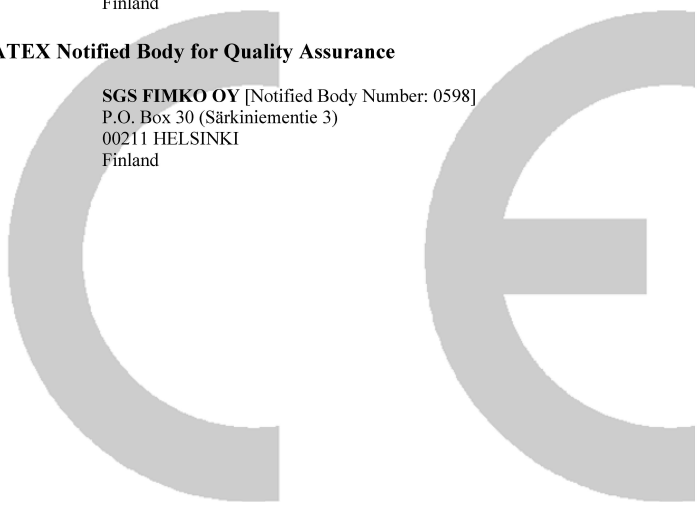 Finland
ATEX Notified Body for Quality Assurance
SGS FIMKO OY [Notified Body Number: 0598]
P.O. Box 30 (Särkiniementie 3)
00211 HELSINKI
Finland
CE